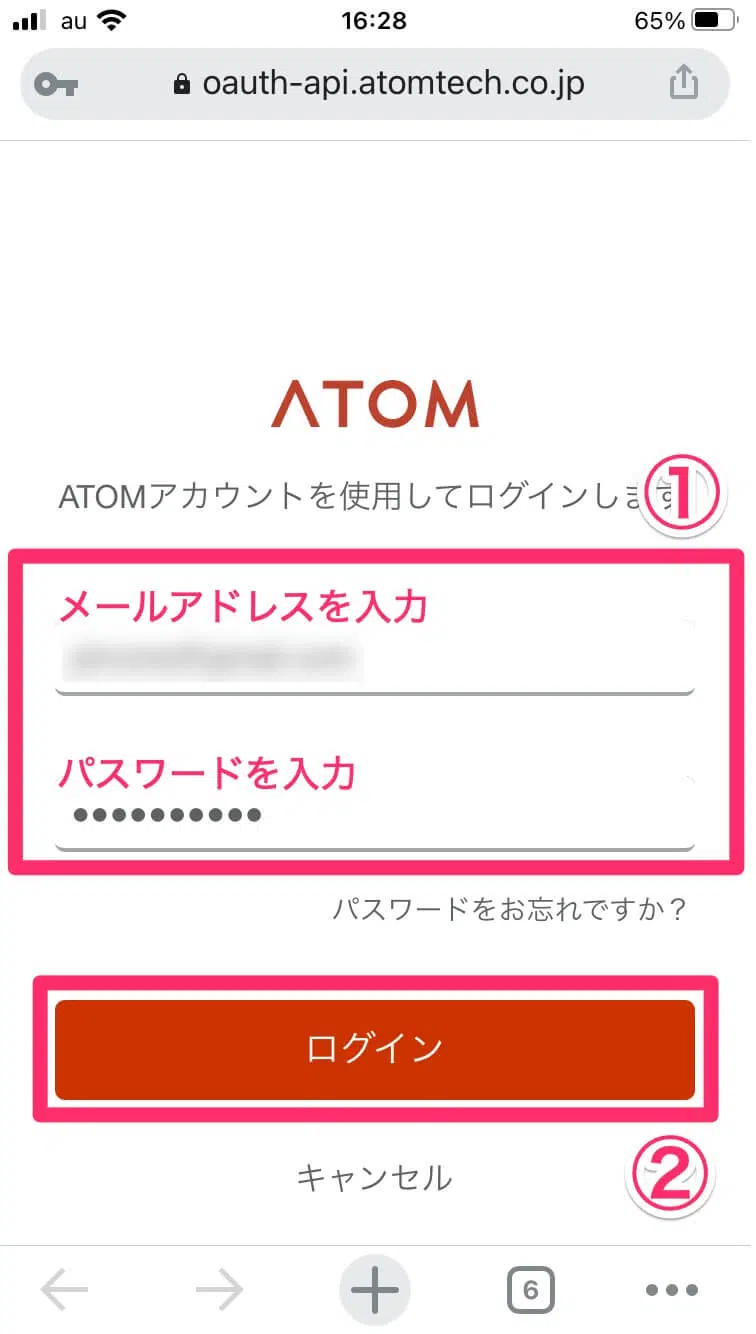 au 16:28 65%
oauth-api.atomtech.co.jp
ATOM
ATOMアカウントを使用してログインします
①
メールアドレスを入力
パスワードを入力
••••••••••
パスワードをお忘れですか？
ログイン
キャンセル
②
6